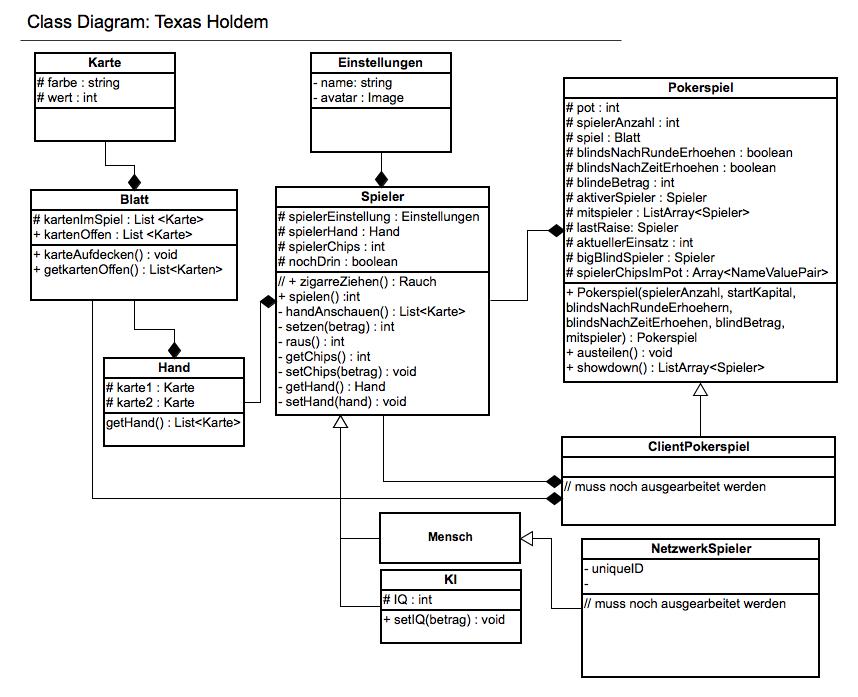 Class Diagram: Texas Holdem
Karte
# farbe : string
# wert : int
Einstellungen
- name: string
- avatar : Image
Pokerspiel
# pot : int
# spielerAnzahl : int
# spiel : Blatt
# blindsNachRundeErhoehen : boolean
# blindsNachZeitErhoehen : boolean
# blindeBetrag : int
# aktiverSpieler : Spieler
# mitspieler : ListArray<Spieler>
# lastRaise: Spieler
# aktuellerEinsatz : int
# bigBlindSpieler : Spieler
# spielerChipsImPot : Array<NameValuePair>
+ Pokerspiel(spielerAnzahl, startKapital,
blindsNachRundeErhoehern,
blindsNachZeitErhoehen, blindBetrag,
mitspieler) : Pokerspiel
+ austeilen() : void
+ showdown() : ListArray<Spieler>
Blatt
# kartenImSpiel : List <Karte>
+ kartenOffen : List <Karte>
+ karteAufdecken() : void
+ getkartenOffen() : List<Karten>
Spieler
# spielerEinstellung : Einstellungen
# spielerHand : Hand
# spielerChips : int
# nochDrin : boolean
// + zigarreZiehen() : Rauch
+ spielen() :int
- handAnschauen() : List<Karte>
- setzen(betrag) : int
- raus() : int
- getChips() : int
- setChips(betrag) : void
- getHand() : Hand
- setHand(hand) : void
Hand
# karte1 : Karte
# karte2 : Karte
getHand() : List<Karte>
ClientPokerspiel
// muss noch ausgearbeitet werden
Mensch
KI
# IQ : int
+ setIQ(betrag) : void
NetzwerkSpieler
- uniqueID
-
// muss noch ausgearbeitet werden